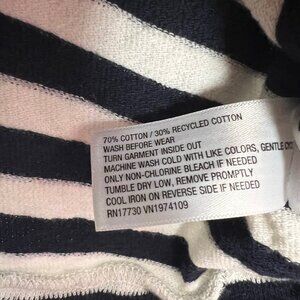 70% COTTON / 30% RECYCLED COTTON
WASH BEFORE WEAR
TURN GARMENT INSIDE OUT
MACHINE WASH COLD WITH LIKE COLORS, GENTLE CYC
ONLY NON-CHLORINE BLEACH IF NEEDED
TUMBLE DRY LOW, REMOVE PROMPTLY
COOL IRON ON REVERSE SIDE IF NEEDED
RN17730 VN1974109